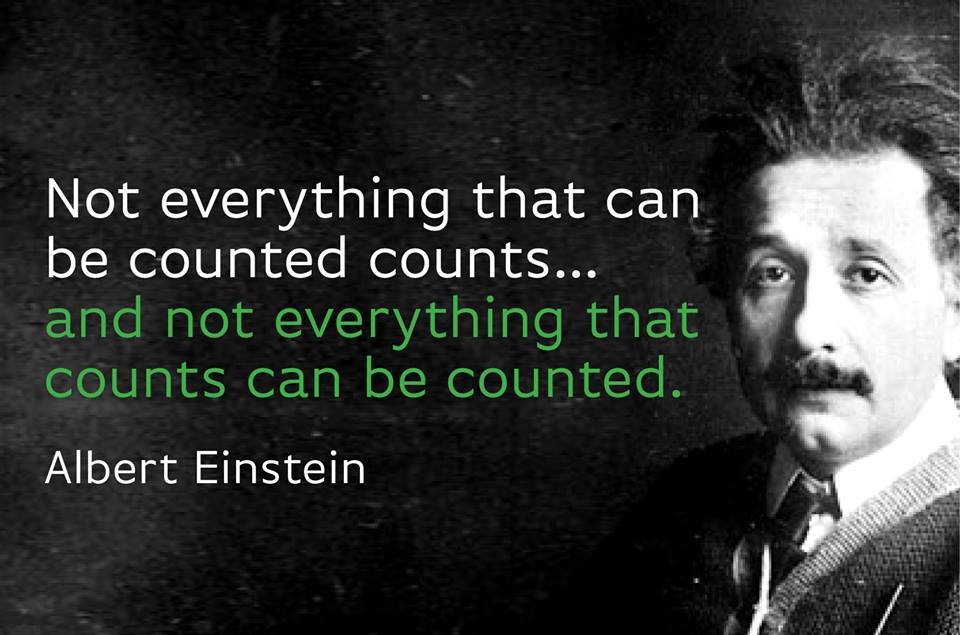 Not everything that can
be counted counts...
and not everything that
counts can be counted.
Albert Einstein